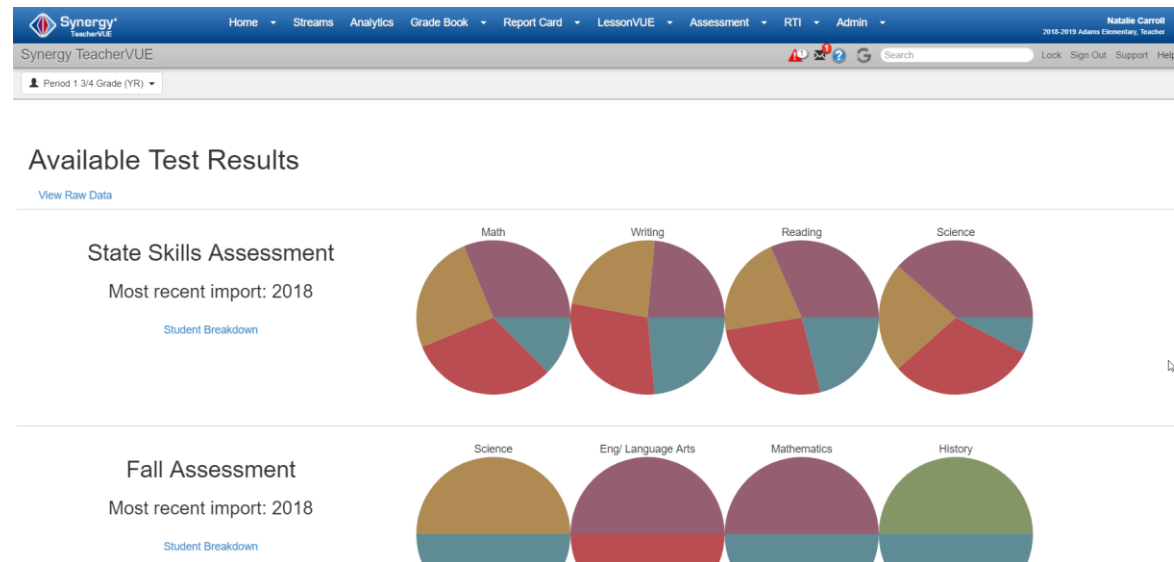 Synergy
TeacherVUE
Home Streams Analytics Grade Book Report Card LessonVUE Assessment RTI Admin
Natalie Carroll
2018-2019 Adams Elementary, Teacher
Synergy TeacherVUE
1
?
G
Search
Lock Sign Out Support Help
Period 1 3/4 Grade (YR)
Available Test Results
View Raw Data
State Skills Assessment
Most recent import: 2018
Student Breakdown
Math Writing Reading Science
Fall Assessment
Most recent import: 2018
Student Breakdown
Science Eng/ Language Arts Mathematics History